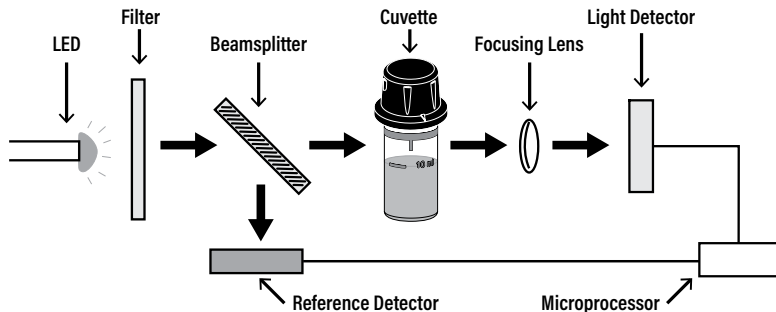 Filter
LED
Beamsplitter
Cuvette
Focusing Lens
Light Detector
10 ml
Reference Detector
Microprocessor